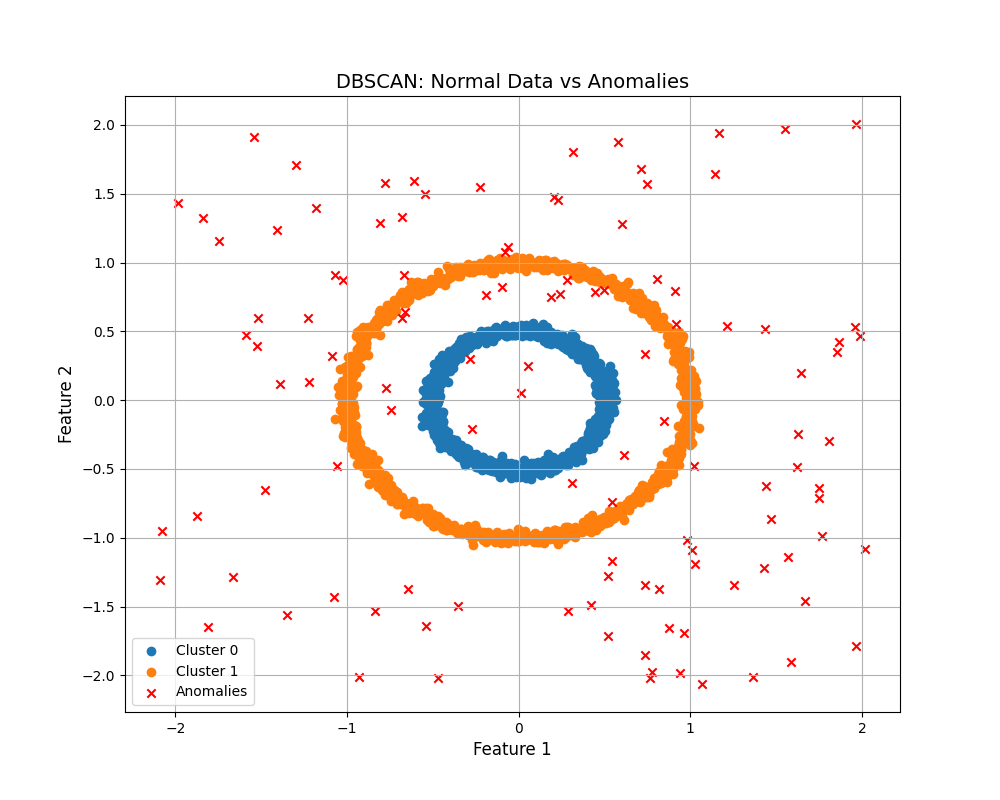 DBSCAN: Normal Data vs Anomalies
2.0
1.5
1.0
0.5
0.0
−0.5
−1.0
−1.5
−2.0
Feature 2
Cluster 0
Cluster 1
Anomalies
−2
−1
0
1
2
Feature 1